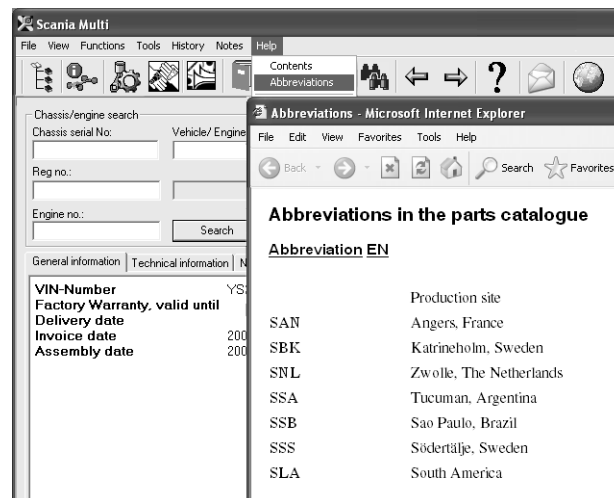 Scania Multi
File View Functions Tools History Notes Help
Contents
Abbreviations
Chassis/engine search
Chassis serial No:
Vehicle/ Engine
Reg no.:
Engine no.:
Search
General information Technical information N
VIN-Number YS
Factory Warranty, valid until
Delivery date
Invoice date 200
Assembly date 200
Abbreviations - Microsoft Internet Explorer
File Edit View Favorites Tools Help
Back Search Favorites
Abbreviations in the parts catalogue
Abbreviation EN
Production site
SAN Angers, France
SBK Katrineholm, Sweden
SNL Zwolle, The Netherlands
SSA Tucuman, Argentina
SSB Sao Paulo, Brazil
SSS Södertälje, Sweden
SLA South America